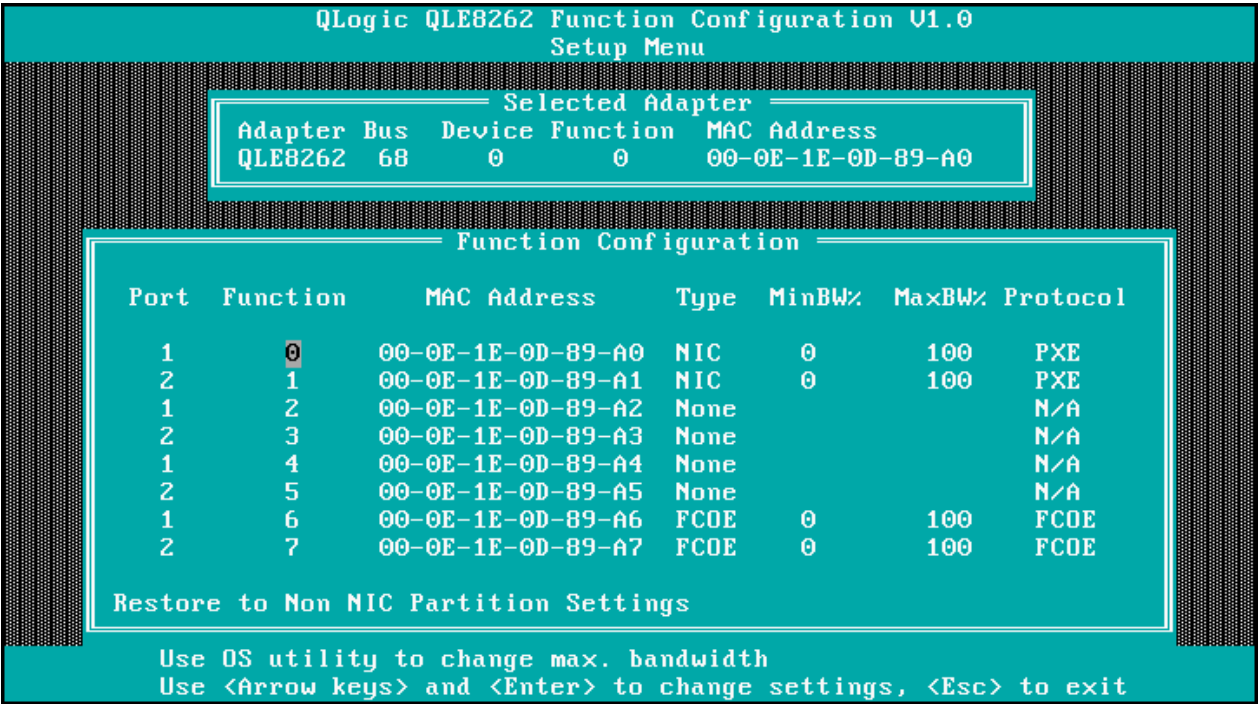 QLogic QLE8262 Function Configuration V1.0
Setup Menu
Selected Adapter
Adapter Bus Device Function MAC Address
QLE8262 68 0 0 00-0E-1E-0D-89-A0
Function Configuration
Port Function MAC Address Type MinBW% MaxBW% Protocol
1 0 00-0E-1E-0D-89-A0 NIC 0 100 PXE
2 1 00-0E-1E-0D-89-A1 NIC 0 100 PXE
1 2 00-0E-1E-0D-89-A2 None N/A
2 3 00-0E-1E-0D-89-A3 None N/A
1 4 00-0E-1E-0D-89-A4 None N/A
2 5 00-0E-1E-0D-89-A5 None N/A
1 6 00-0E-1E-0D-89-A6 FCOE 0 100 FCOE
2 7 00-0E-1E-0D-89-A7 FCOE 0 100 FCOE
Restore to Non NIC Partition Settings
Use OS utility to change max. bandwidth
Use <Arrow keys> and <Enter> to change settings, <Esc> to exit